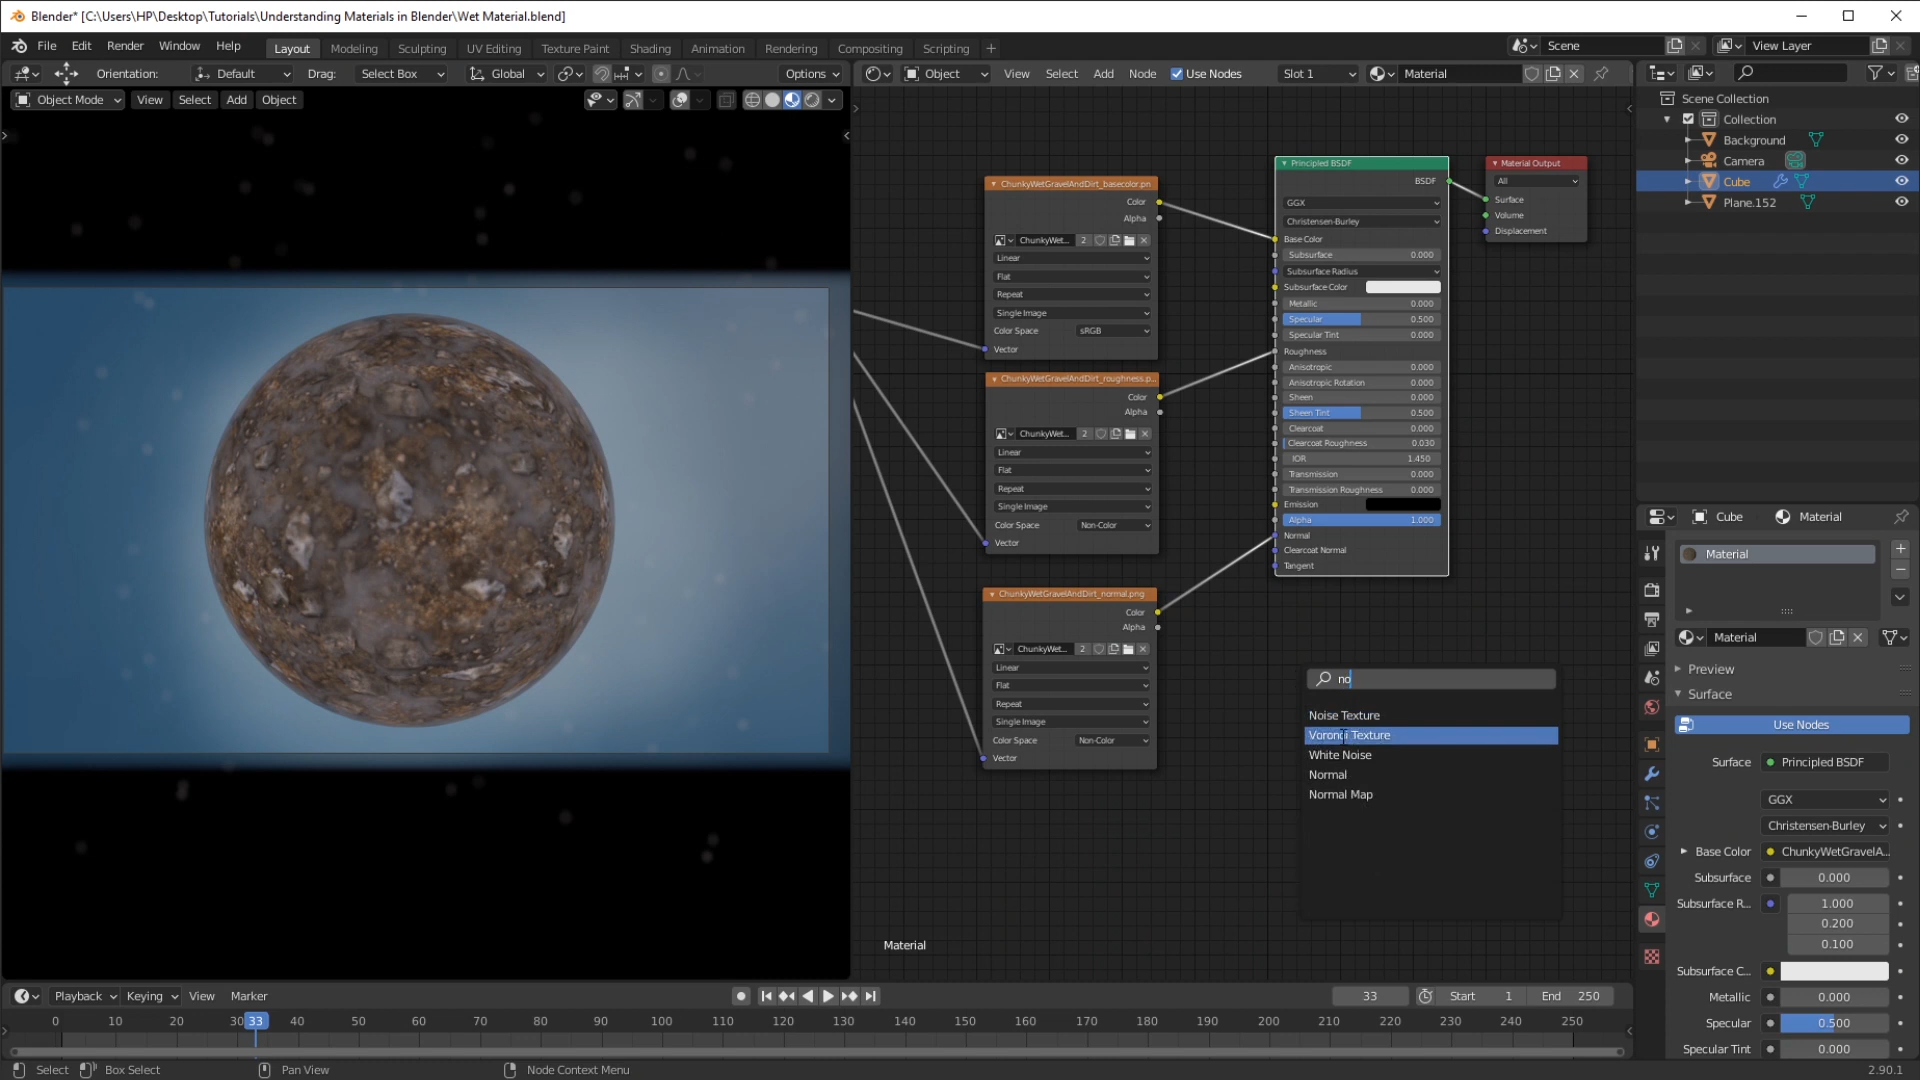 Blender* [C:\Users\HP\Desktop\Tutorials\Understanding Materials in Blender\Wet Material.blend]
File Edit Render Window Help Layout Modeling Sculpting UV Editing Texture Paint Shading Animation Rendering Compositing Scripting + Scene View Layer
Orientation: Default Drag: Select Box Global Options Object View Select Add Node Use Nodes Slot 1 Material
Object Mode View Select Add Object
Scene Collection
Collection
Background
Camera
Cube
Plane.152
ChunkyWetGravelAndDirt_basecolor.pn
Color
Alpha
ChunkyWet... 2
Linear
Flat
Repeat
Single Image
Color Space sRGB
Vector
ChunkyWetGravelAndDirt_roughness.p...
Color
Alpha
ChunkyWet... 2
Linear
Flat
Repeat
Single Image
Color Space Non-Color
Vector
ChunkyWetGravelAndDirt_normal.png
Color
Alpha
ChunkyWet... 2
Linear
Flat
Repeat
Single Image
Color Space Non-Color
Vector
Principled BSDF
BSDF
GGX
Christensen-Burley
Base Color
Subsurface 0.000
Subsurface Radius
Subsurface Color
Metallic 0.000
Specular 0.500
Specular Tint 0.000
Roughness
Anisotropic 0.000
Anisotropic Rotation 0.000
Sheen 0.000
Sheen Tint 0.500
Clearcoat 0.000
Clearcoat Roughness 0.030
IOR 1.450
Transmission 0.000
Transmission Roughness 0.000
Emission
Alpha 1.000
Normal
Clearcoat Normal
Tangent
Material Output
All
Surface
Volume
Displacement
no
Noise Texture
Voronoi Texture
White Noise
Normal
Normal Map
Material
Cube Material
Material
Material
Preview
Surface
Use Nodes
Surface Principled BSDF
GGX
Christensen-Burley
Base Color ChunkyWetGravelA...
Subsurface 0.000
Subsurface R... 1.000
0.200
0.100
Subsurface C...
Metallic 0.000
Specular 0.500
Specular Tint 0.000
Playback Keying View Marker 33 Start 1 End 250
0 10 20 30 33 40 50 60 70 80 90 100 110 120 130 140 150 160 170 180 190 200 210 220 230 240 250
Select Box Select Pan View Node Context Menu 2.90.1